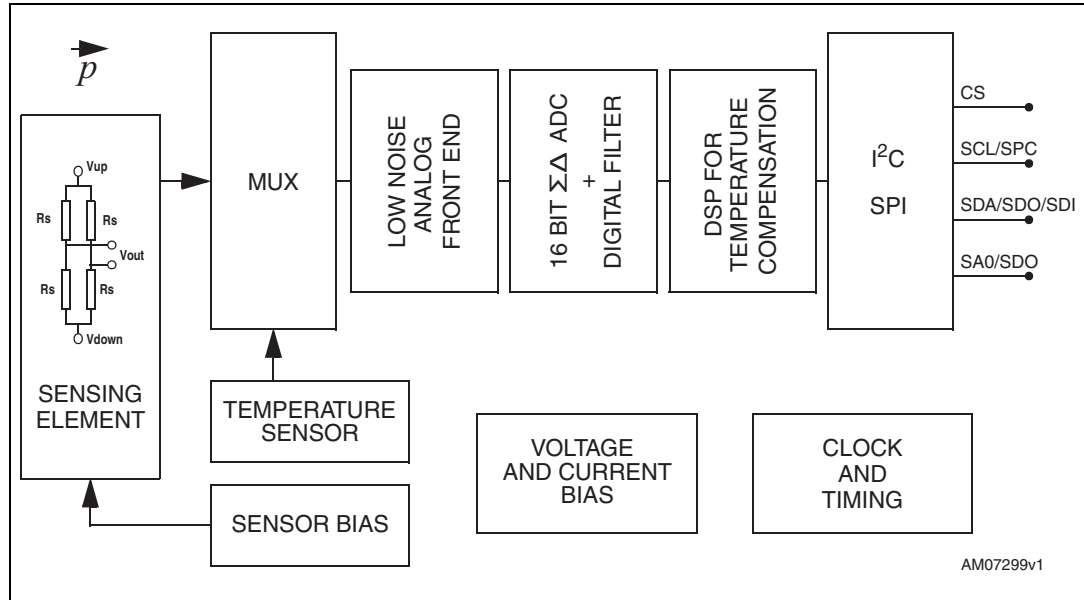 p
Vup
Rs
Rs
Vout
Rs
Rs
Vdown
SENSING
ELEMENT
MUX
TEMPERATURE
SENSOR
SENSOR BIAS
LOW NOISE
ANALOG
FRONT END
16 BIT ΣΔ ADC
+
DIGITAL FILTER
DSP FOR
TEMPERATURE
COMPENSATION
I²C
SPI
CS
SCL/SPC
SDA/SDO/SDI
SA0/SDO
VOLTAGE
AND CURRENT
BIAS
CLOCK
AND
TIMING
AM07299v1